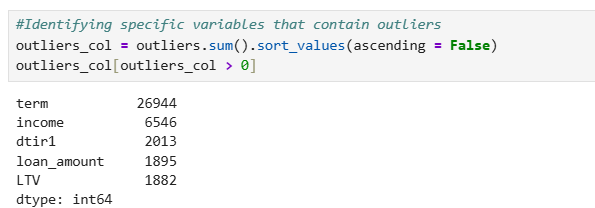 #Identifying specific variables that contain outliers
outliers_col = outliers.sum().sort_values(ascending = False)
outliers_col[outliers_col > 0]
term 26944
income 6546
dtir1 2013
loan_amount 1895
LTV 1882
dtype: int64